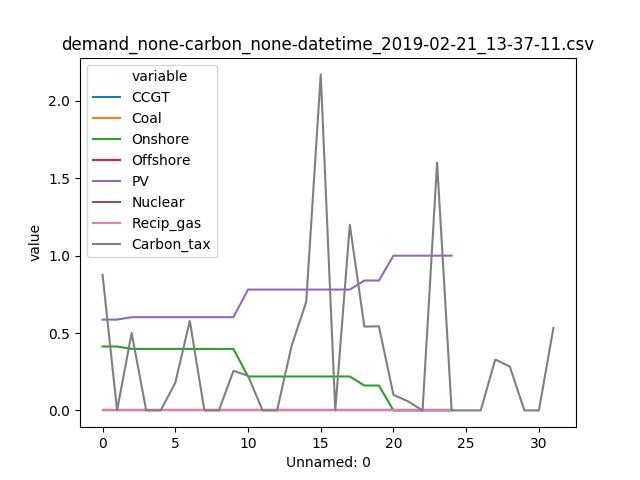 demand_none-carbon_none-datetime_2019-02-21_13-37-11.csv
variable
CCGT
Coal
Onshore
Offshore
PV
Nuclear
Recip_gas
Carbon_tax
value
2.0
1.5
1.0
0.5
0.0
0 5 10 15 20 25 30
Unnamed: 0